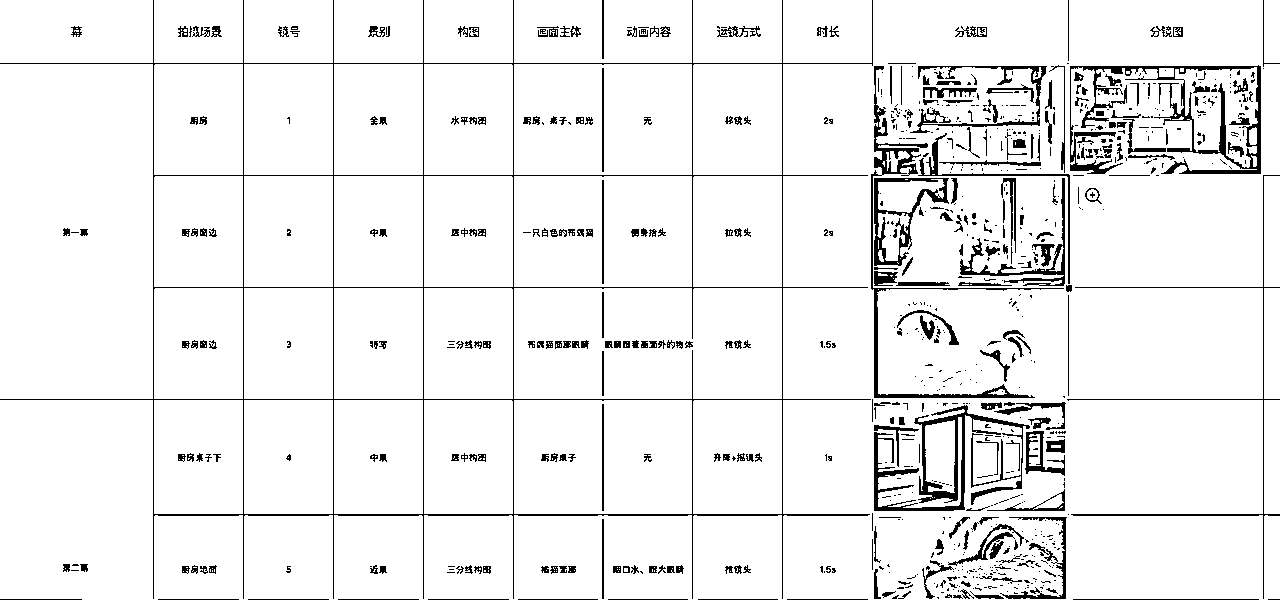 幕 拍摄场景 镜号 景别 构图 画面主体 动画内容 运镜方式 时长 分镜图 分镜图
厨房 1 全景 水平构图 厨房、桌子、阳光 无 移镜头 2s
第一幕 厨房窗边 2 中景 居中构图 一只白色的布偶猫 侧身抬头 拉镜头 2s
厨房窗边 3 特写 三分线构图 布偶猫面部眼睛 眼睛盯着画面外的物体 推镜头 1.5s
厨房桌子下 4 中景 居中构图 厨房桌子 无 升降+摇镜头 1s
第二幕 厨房地面 5 近景 三分线构图 橘猫面部 咽口水、瞪大眼睛 推镜头 1.5s